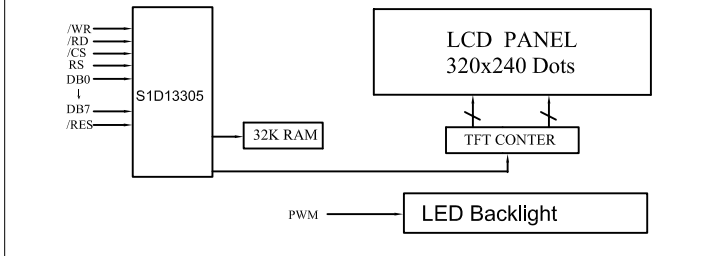 /WR
/RD
/CS
RS
DB0
↓
DB7
/RES
S1D13305
32K RAM
LCD PANEL
320x240 Dots
TFT CONTER
PWM
LED Backlight